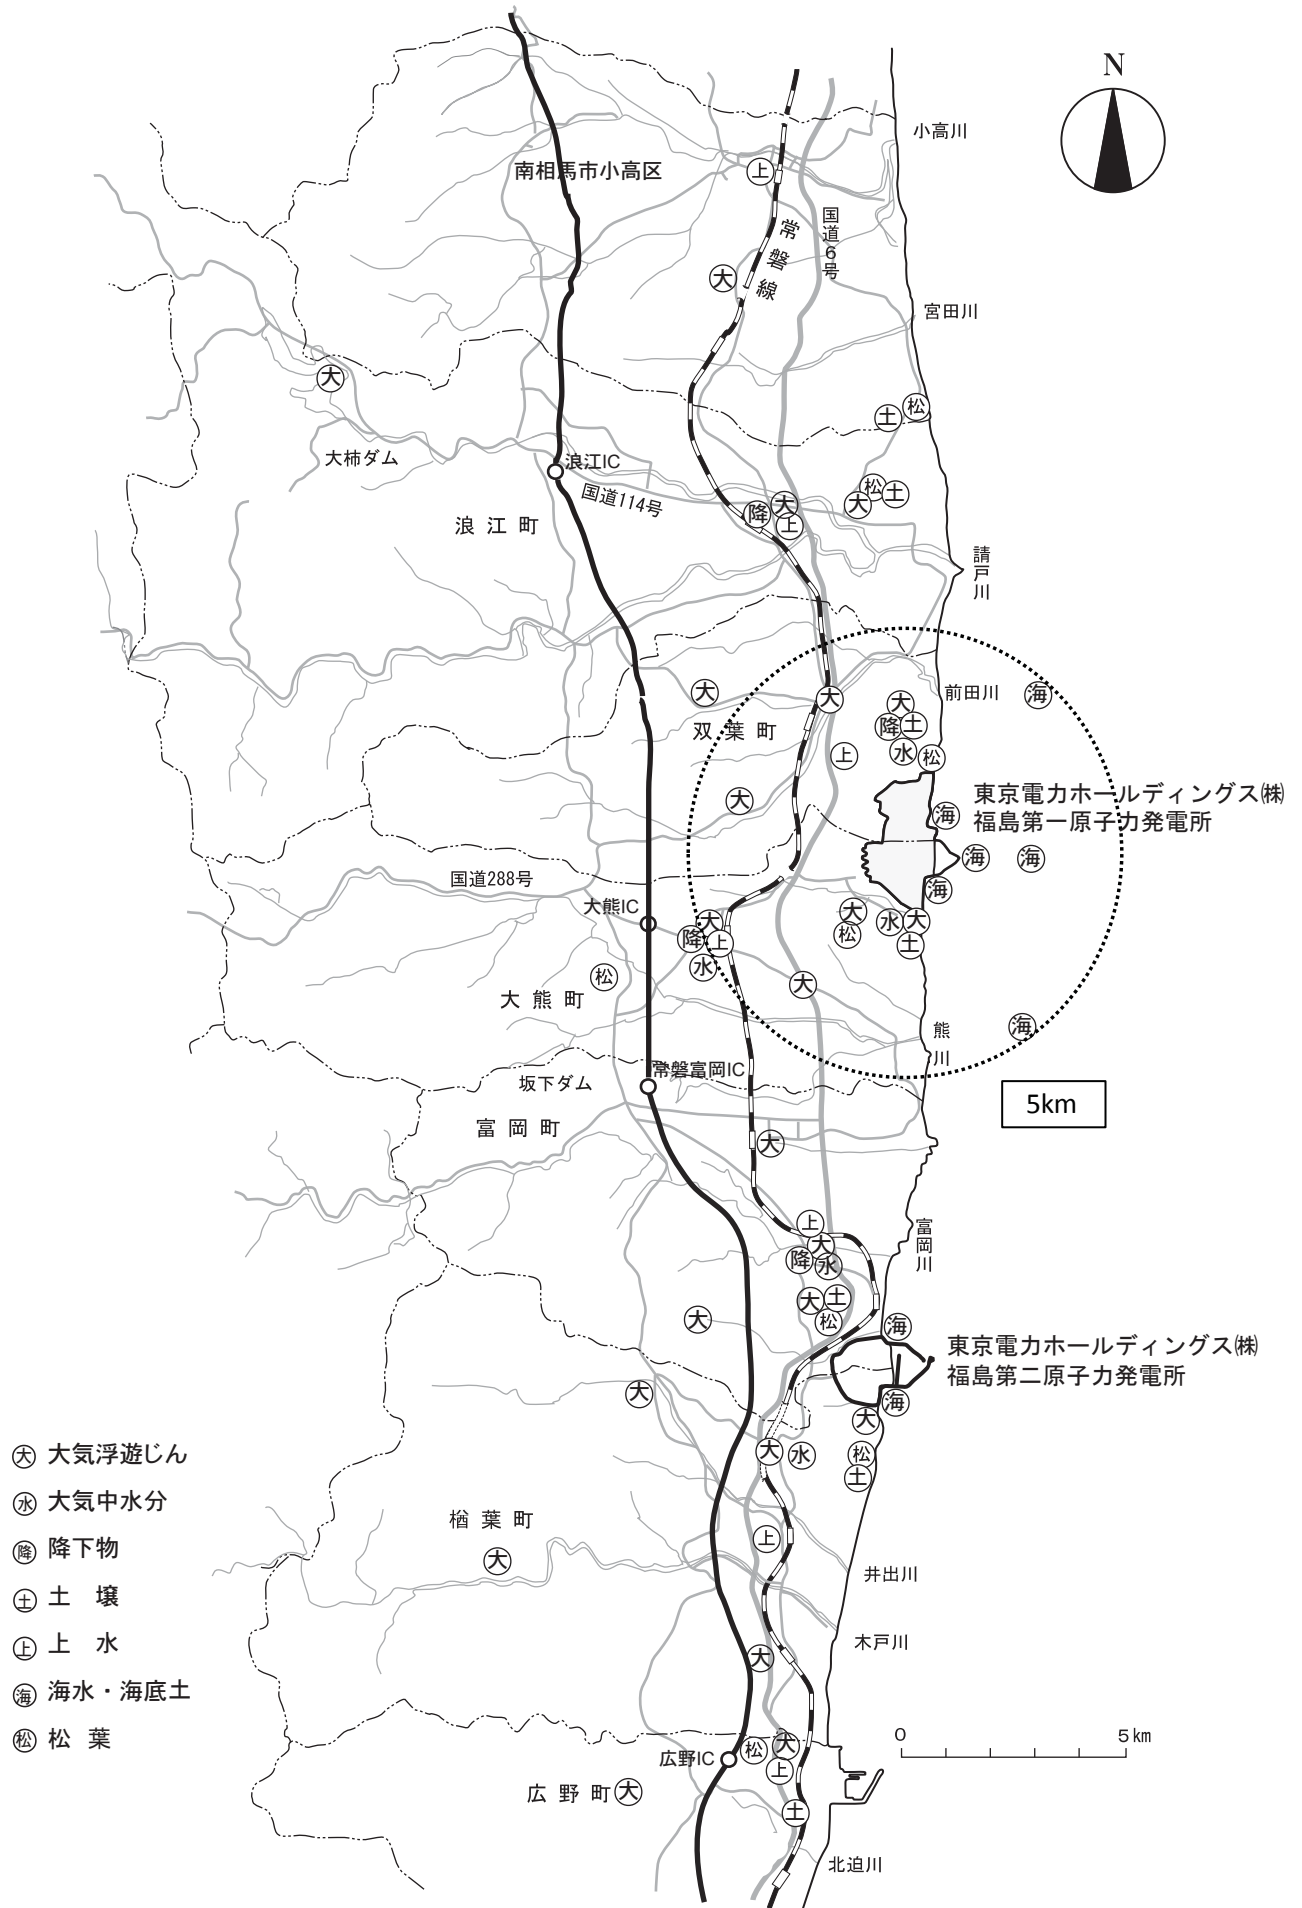 N
小高川
南相馬市小高区
上
常磐線
国道6号
大
宮田川
大
松
土
大柿ダム
浪江IC
国道114号
松
土
大
大
降
上
浪江町
請戸川
大
大
前田川
海
大
降
土
双葉町
上
水
松
大
東京電力ホールディングス㈱
福島第一原子力発電所
海
海
海
国道288号
海
大熊IC
大
大
水
大
降
上
松
土
水
松
大
大熊町
熊川
海
坂下ダム
常磐富岡IC
5km
富岡町
大
上
富岡川
大
降
水
大
土
松
大
海
東京電力ホールディングス㈱
福島第二原子力発電所
大
海
大
大
水
松
土
大 大気浮遊じん
水 大気中水分
降 降下物
土 土　壌
上 上　水
海 海水・海底土
松 松　葉
楢葉町
上
大
井出川
木戸川
大
0
5km
広野IC
松
大
上
広野町
大
土
北迫川